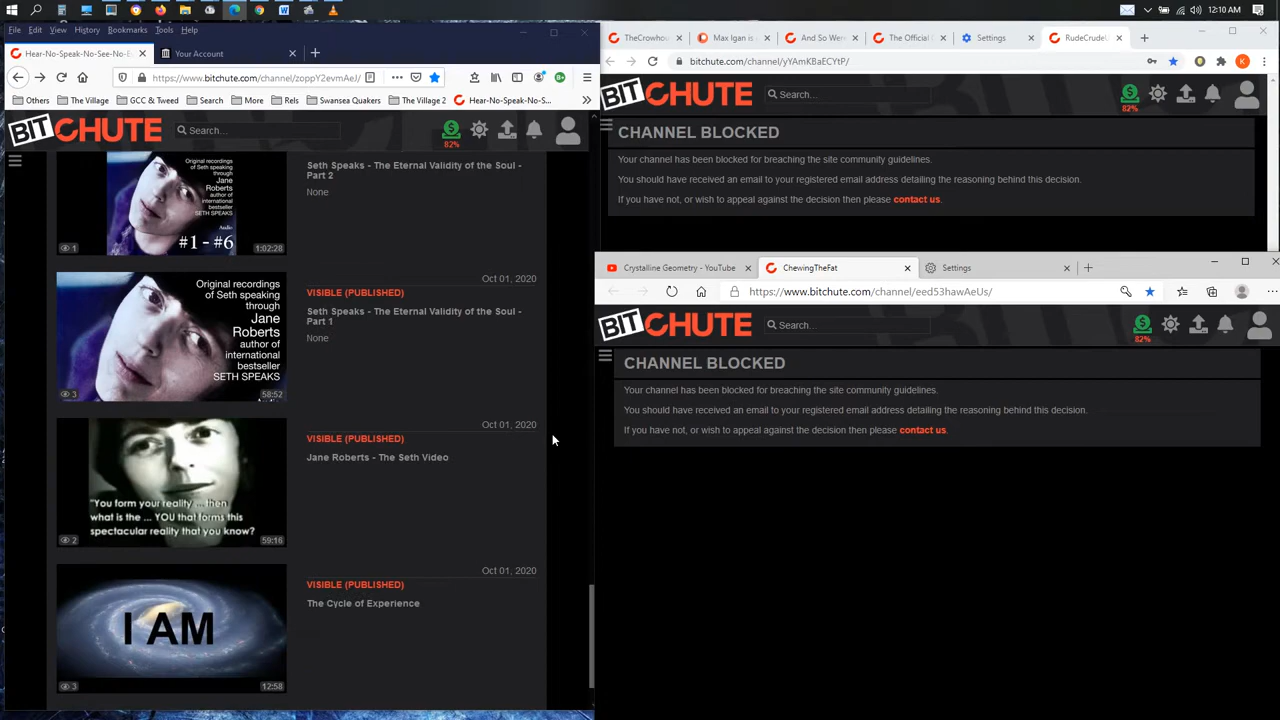 12:10 AM
Hear-No-Speak-No-See-No-E
Your Account
File Edit View History Bookmarks Tools Help
https://www.bitchute.com/channel/zoppY2evmAeJ/
Others The Village GCC & Tweed Search More Rels Swansea Quakers The Village 2 Hear-No-Speak-No-S...
BITCHUTE
Search...
82%
Original recordings
of Seth speaking
through
Jane
Roberts
author of
international
bestseller
SETH SPEAKS
Audio
#1 - #6
1
1:02:28
Seth Speaks - The Eternal Validity of the Soul -
Part 2
None
Oct 01, 2020
VISIBLE (PUBLISHED)
Seth Speaks - The Eternal Validity of the Soul -
Part 1
None
Original recordings
of Seth speaking
through
Jane
Roberts
author of
international
bestseller
SETH SPEAKS
3
58:52
Oct 01, 2020
VISIBLE (PUBLISHED)
Jane Roberts - The Seth Video
"You form your reality ... then
what is the ... YOU that forms this
spectacular reality that you know?
2
59:16
Oct 01, 2020
VISIBLE (PUBLISHED)
The Cycle of Experience
I AM
3
12:58
TheCrowhou
Max Igan is
And So Wer
The Official C
Settings
RudeCrudeL
bitchute.com/channel/yYAmKBaECYtP/
K
BITCHUTE
Search...
82%
CHANNEL BLOCKED
Your channel has been blocked for breaching the site community guidelines.
You should have received an email to your registered email address detailing the reasoning behind this decision.
If you have not, or wish to appeal against the decision then please contact us.
Crystalline Geometry - YouTube
ChewingTheFat
Settings
https://www.bitchute.com/channel/eed53hawAeUs/
BITCHUTE
Search...
82%
CHANNEL BLOCKED
Your channel has been blocked for breaching the site community guidelines.
You should have received an email to your registered email address detailing the reasoning behind this decision.
If you have not, or wish to appeal against the decision then please contact us.